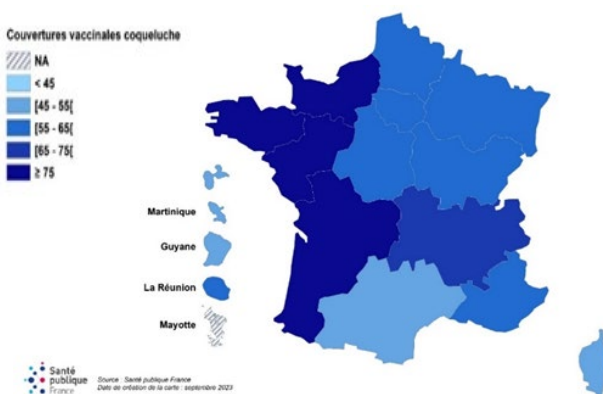 Couvertures vaccinales coqueluche
NA
< 45
[45 - 55[
[55 - 65[
[65 - 75[
≥ 75
Martinique
Guyane
La Réunion
Mayotte
Santé
publique
France
Source : Santé publique France
Date de création de la carte : septembre 2023